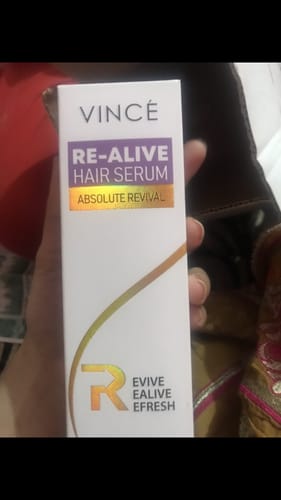 VINCÉ
RE-ALIVE
HAIR SERUM
ABSOLUTE REVIVAL
R EVIVE
EALIVE
EFRESH